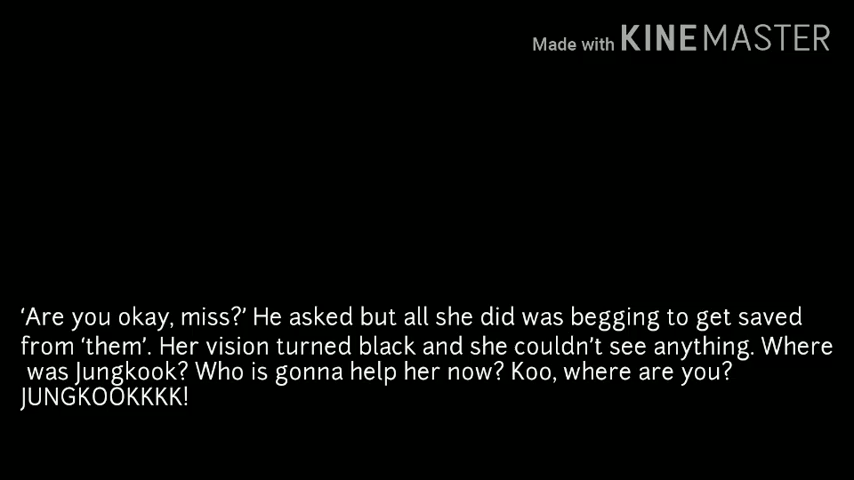 Made with KINEMASTER
‘Are you okay, miss?’ He asked but all she did was begging to get saved
from ‘them’. Her vision turned black and she couldn’t see anything. Where
was Jungkook? Who is gonna help her now? Koo, where are you?
JUNGKOOKKKK!